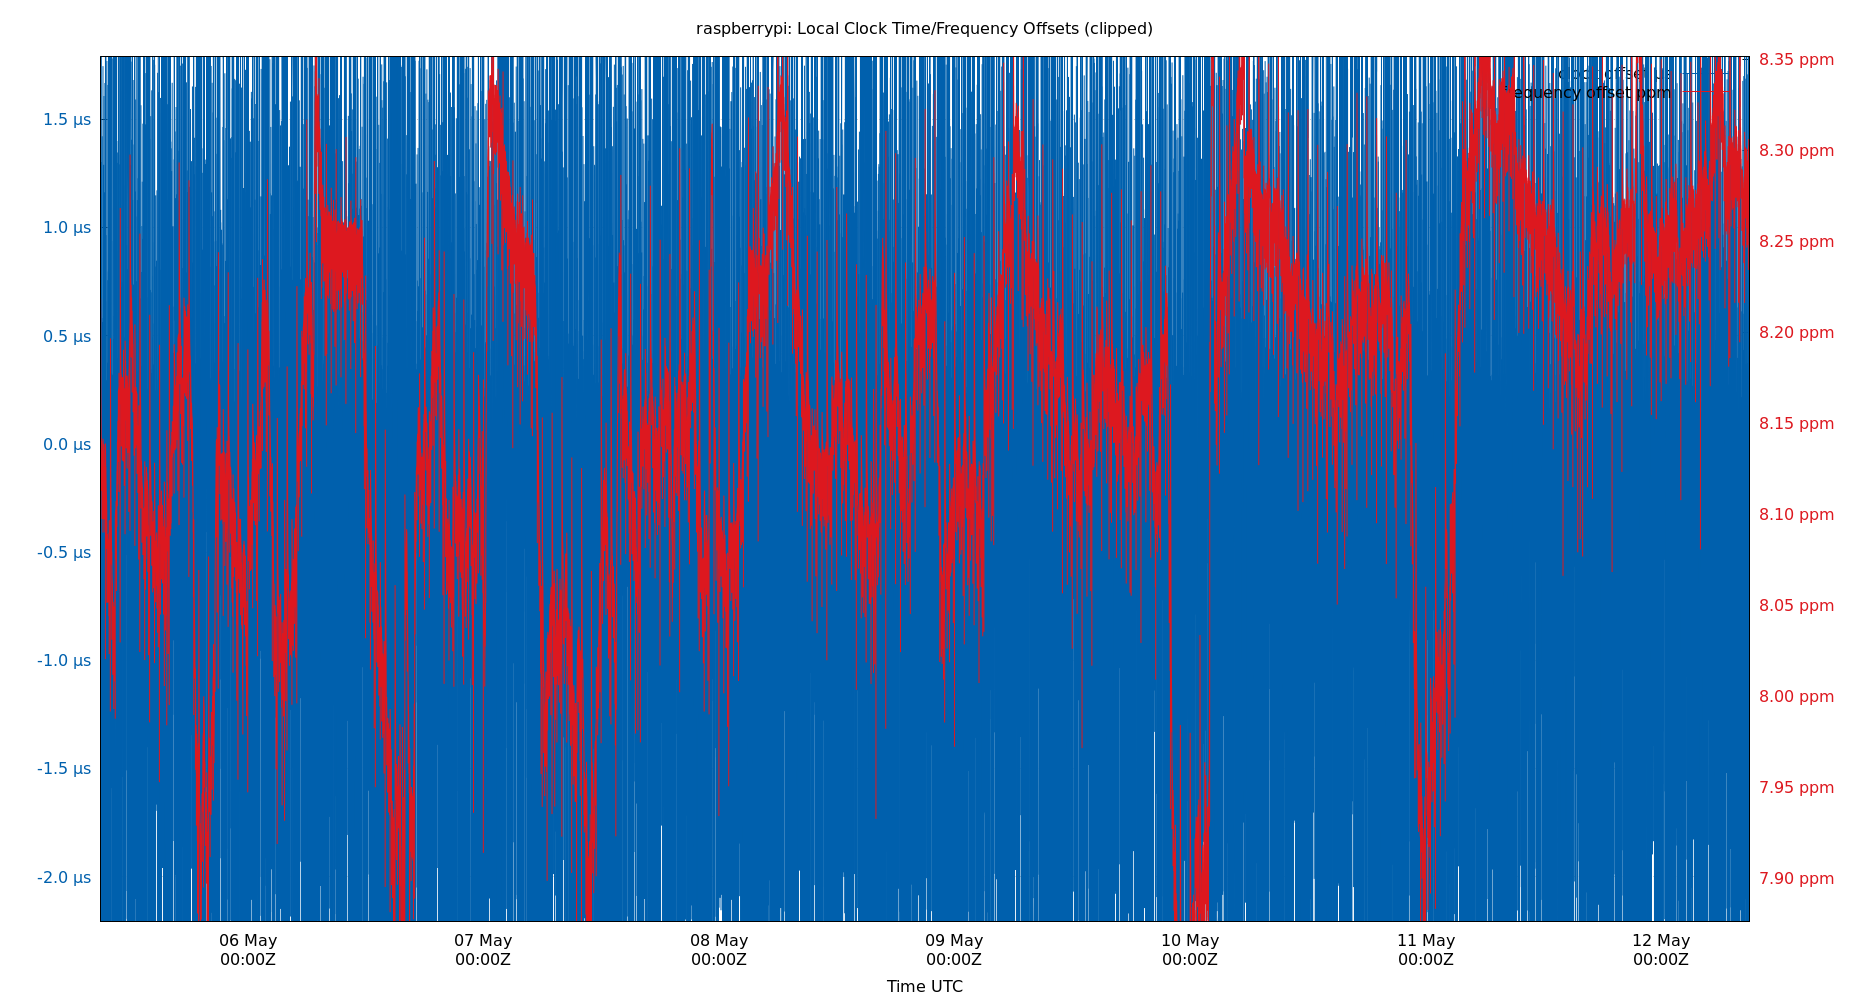 raspberrypi: Local Clock Time/Frequency Offsets (clipped)
8.35 ppm
clock offset
frequency offset ppm
1.5 µs
8.30 ppm
1.0 µs
8.25 ppm
0.5 µs
8.20 ppm
0.0 µs
8.15 ppm
-0.5 µs
8.10 ppm
8.05 ppm
-1.0 µs
8.00 ppm
-1.5 µs
7.95 ppm
-2.0 µs
7.90 ppm
06 May 07 May 08 May 09 May 10 May 11 May 12 May
00:00Z 00:00Z 00:00Z 00:00Z 00:00Z 00:00Z 00:00Z
Time UTC